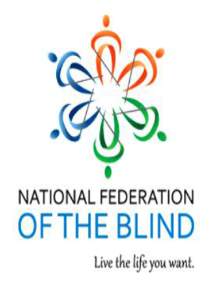 NATIONAL FEDERATION
OF THE BLIND
Live the life you want.